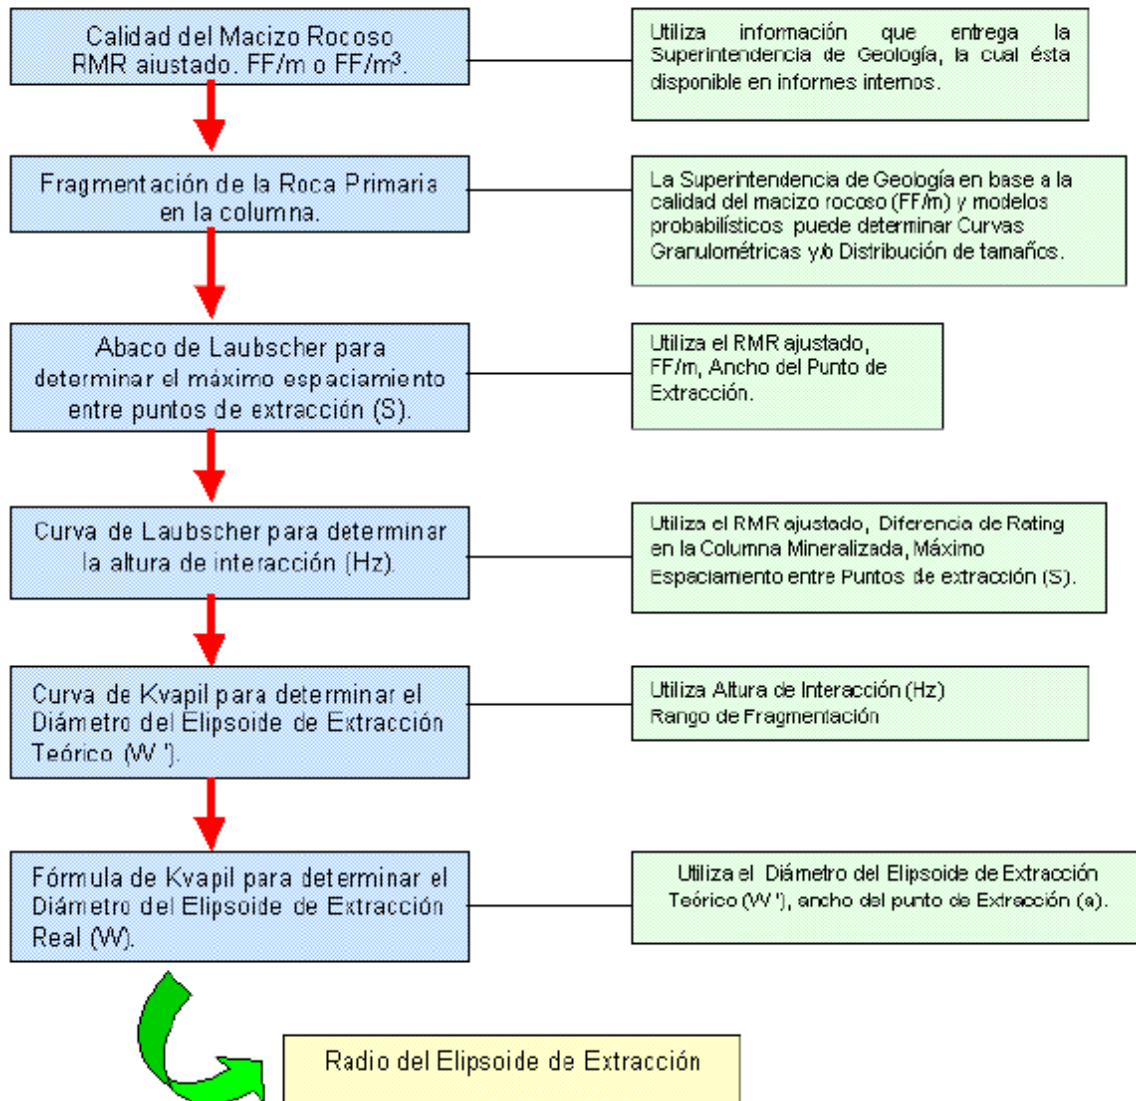 Calidad del Macizo Rocoso
RMR aiustado. FF/m o FF/m³.
Utiliza información que entrega la
Superintendencia de Geología, la cual ésta
disponible en informes internos.
Fragmentación de la Roca Primaria
en la columna.
La Superintendencia de Geología en base a la
calidad del macizo rocoso (FF/m) y modelos
probabilísticos puede determinar Curvas
Granulométricas y/o Distribución de tamaños.
Abaco de Laubscher para
determinar el máximo espaciamiento
entre puntos de extracción (S).
Utiliza el RMR ajustado,
FF/m, Ancho del Punto de
Extracción.
Curva de Laubscher para determinar
la altura de interacción (Hz).
Utiliza el RMR ajustado, Diferencia de Rating
en la Columna Mineralizada, Máximo
Espaciamiento entre Puntos de extracción (S).
Curva de Kvapil para determinar el
Diámetro del Elipsoide de Extracción
Teórico (W ').
Utiliza Altura de Interacción (Hz)
Rango de Fragmentación
Fórmula de Kvapil para determinar el
Diámetro del Elipsoide de Extracción
Real (W).
Utiliza el Diámetro del Elipsoide de Extracción
Teórico (W '), ancho del punto de Extracción (a).
Radio del Elipsoide de Extracción